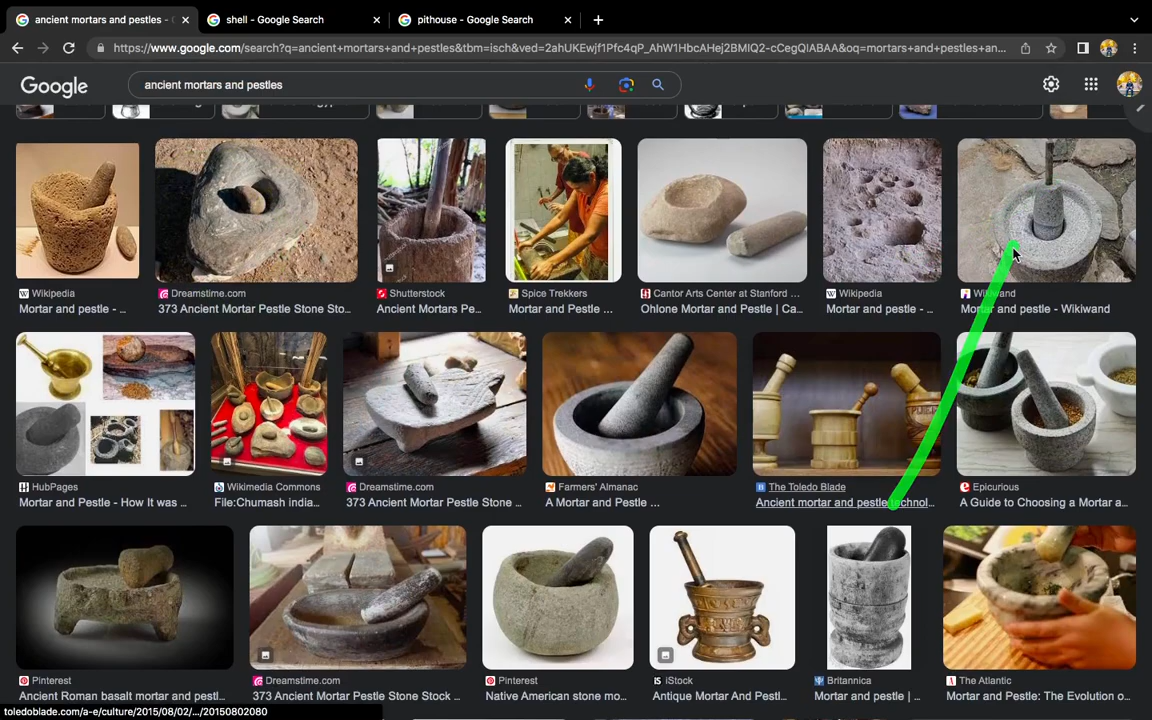 ancient mortars and pestles -
shell - Google Search
pithouse - Google Search
https://www.google.com/search?q=ancient+mortars+and+pestles&tbm=isch&ved=2ahUKEwjf1Pfc4qP_AhW1HbcAHej2BMIQ2-cCegQIABAA&oq=mortars+and+pestles+an...
Google
ancient mortars and pestles
Wikipedia
Mortar and pestle - ...
Dreamstime.com
373 Ancient Mortar Pestle Stone Sto...
Shutterstock
Ancient Mortars Pe...
Spice Trekkers
Mortar and Pestle ...
Cantor Arts Center at Stanford ...
Ohlone Mortar and Pestle | Ca...
Wikipedia
Mortar and pestle - ...
Wikiwand
Mortar and pestle - Wikiwand
HubPages
Mortar and Pestle - How It was ...
Wikimedia Commons
File:Chumash india...
Dreamstime.com
373 Ancient Mortar Pestle Stone ...
Farmers' Almanac
A Mortar and Pestle ...
The Toledo Blade
Ancient mortar and pestle technol...
Epicurious
A Guide to Choosing a Mortar a...
Pinterest
Ancient Roman basalt mortar and pestl...
Dreamstime.com
373 Ancient Mortar Pestle Stone Stock ...
Pinterest
Native American stone mo...
iStock
Antique Mortar And Pestl...
Britannica
Mortar and pestle | ...
The Atlantic
Mortar and Pestle: The Evolution o...
toledoblade.com/a-e/culture/2015/08/02/.../20150802080